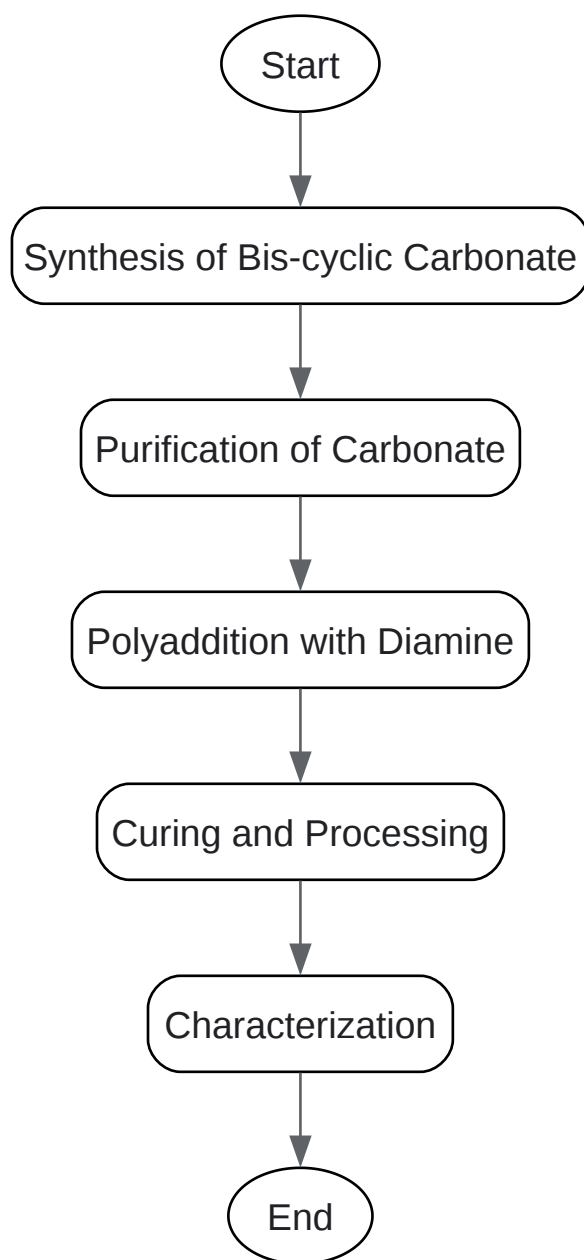 Start
Synthesis of Bis-cyclic Carbonate
Purification of Carbonate
Polyaddition with Diamine
Curing and Processing
Characterization
End